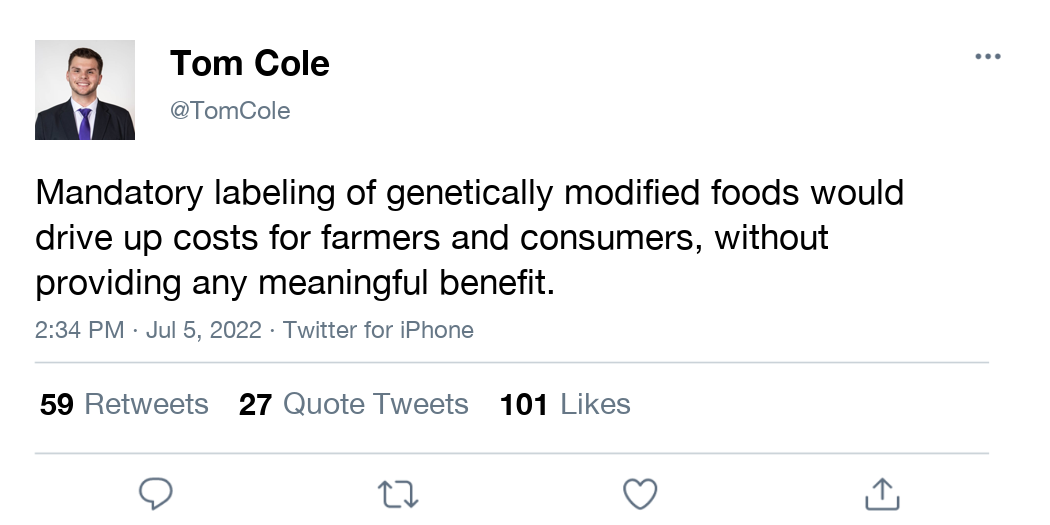 Tom Cole
@TomCole
Mandatory labeling of genetically modified foods would
drive up costs for farmers and consumers, without
providing any meaningful benefit.
2:34 PM · Jul 5, 2022 · Twitter for iPhone
59 Retweets 27 Quote Tweets 101 Likes